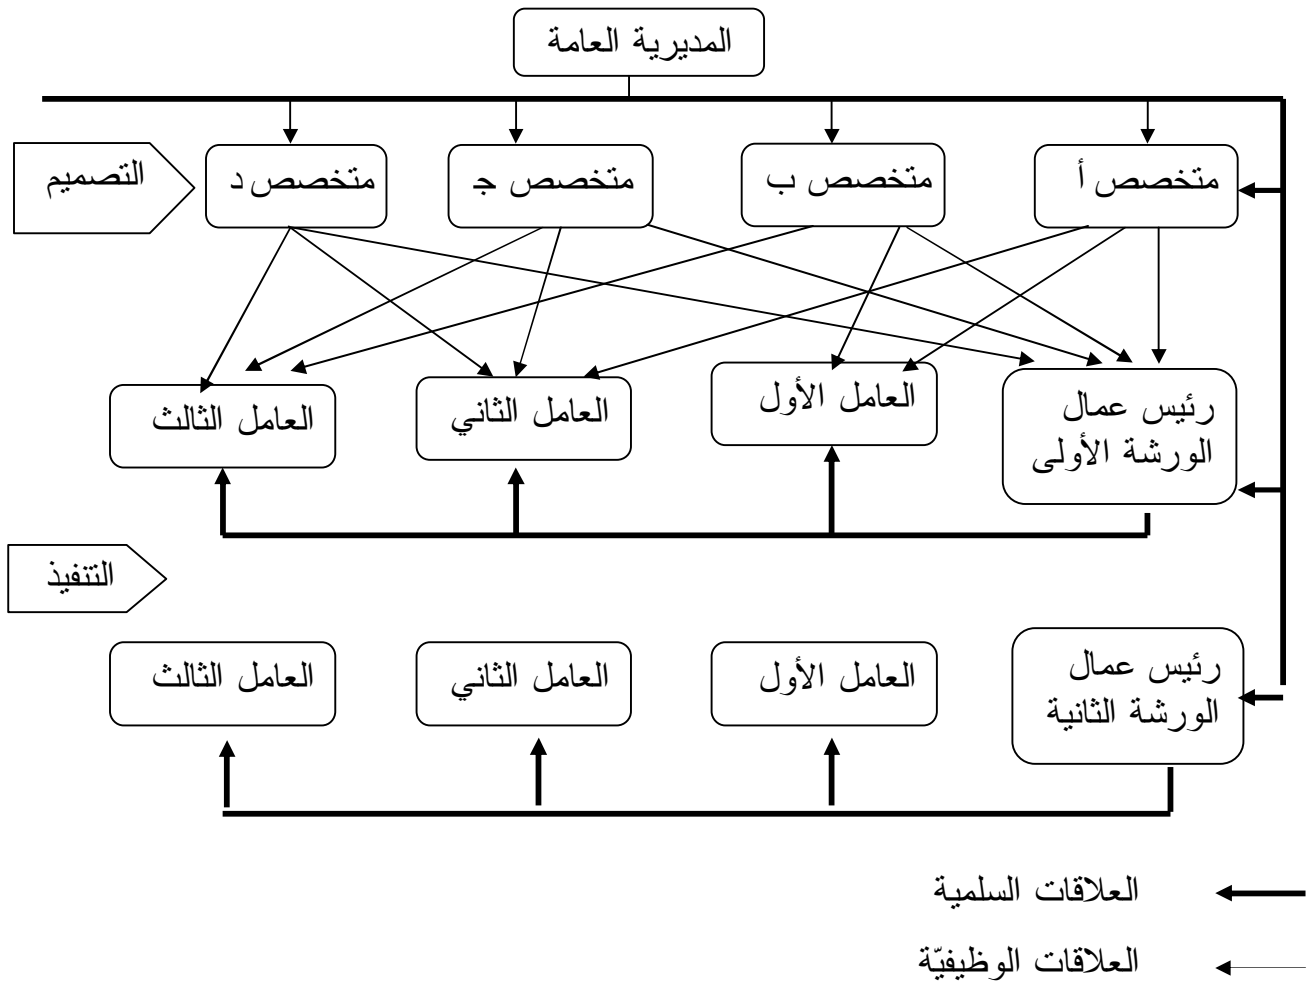 المديرية العامة
متخصص أ
متخصص ب
متخصص ج
متخصص د
التصميم
رئيس عمال
الورشة الأولى
العامل الأول
العامل الثاني
العامل الثالث
التنفيذ
رئيس عمال
الورشة الثانية
العامل الأول
العامل الثاني
العامل الثالث
العلاقات السلمية
العلاقات الوظيفيّة